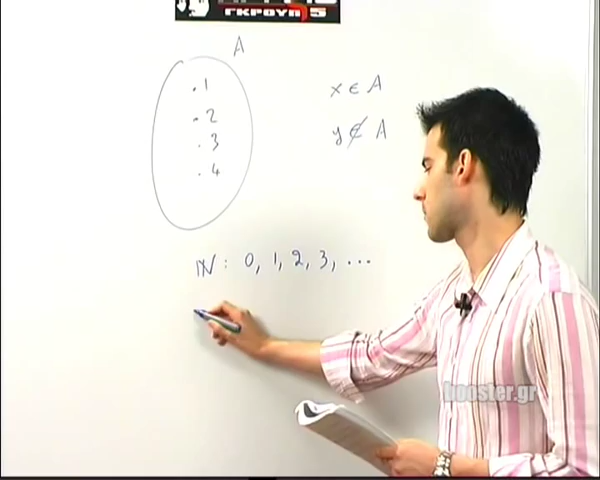 ΓΚΡΟΥΠ 5
A
. 1
. 2
. 3
. 4
x ∈ A
y ∉ A
ℕ : 0, 1, 2, 3, ...
booster.gr